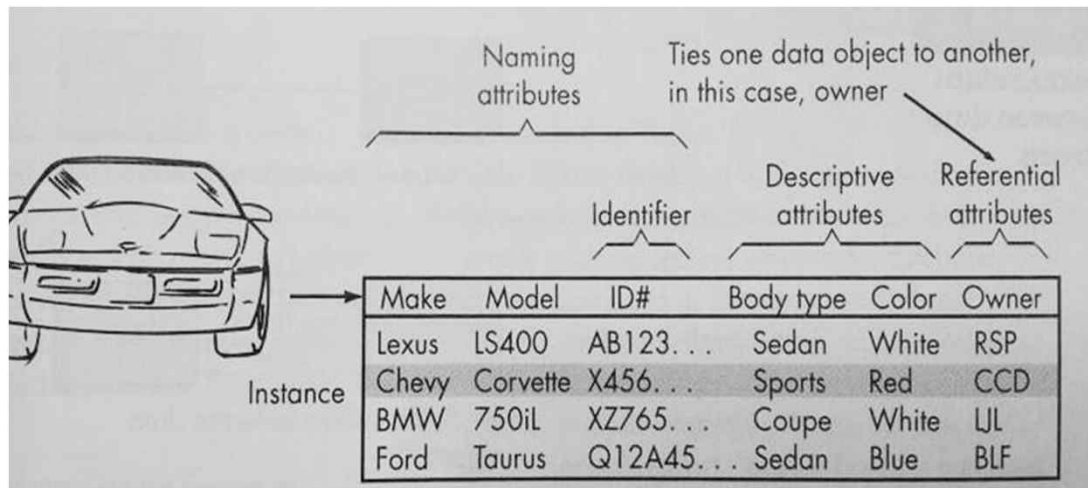 Naming
attributes
Ties one data object to another,
in this case, owner
Identifier
Descriptive
attributes
Referential
attributes
Make Model ID# Body type Color Owner
Lexus LS400 AB123. . . Sedan White RSP
Instance
Chevy Corvette X456. . . Sports Red CCD
BMW 750iL XZ765. . . Coupe White LJL
Ford Taurus Q12A45. . . Sedan Blue BLF